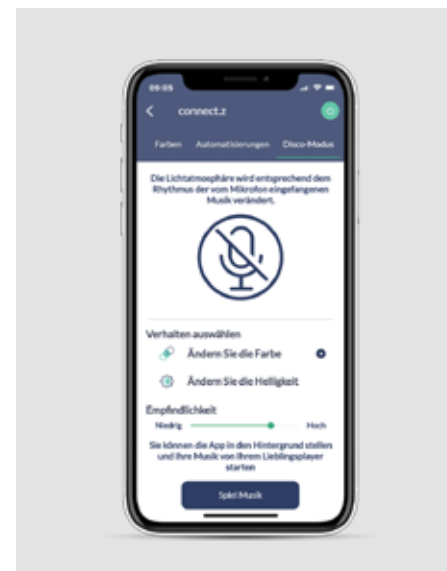 09:05
connect.z
Farben Automatisierungen Disco-Modus
Die Lichtatmosphäre wird entsprechend dem
Rhythmus der vom Mikrofon eingefangenen
Musik verändert.
Verhalten auswählen
Ändern Sie die Farbe
Ändern Sie die Helligkeit
Empfindlichkeit
Niedrig Hoch
Sie können die App in den Hintergrund stellen
und Ihre Musik von Ihrem Lieblingsplayer
starten
Spiel Musik